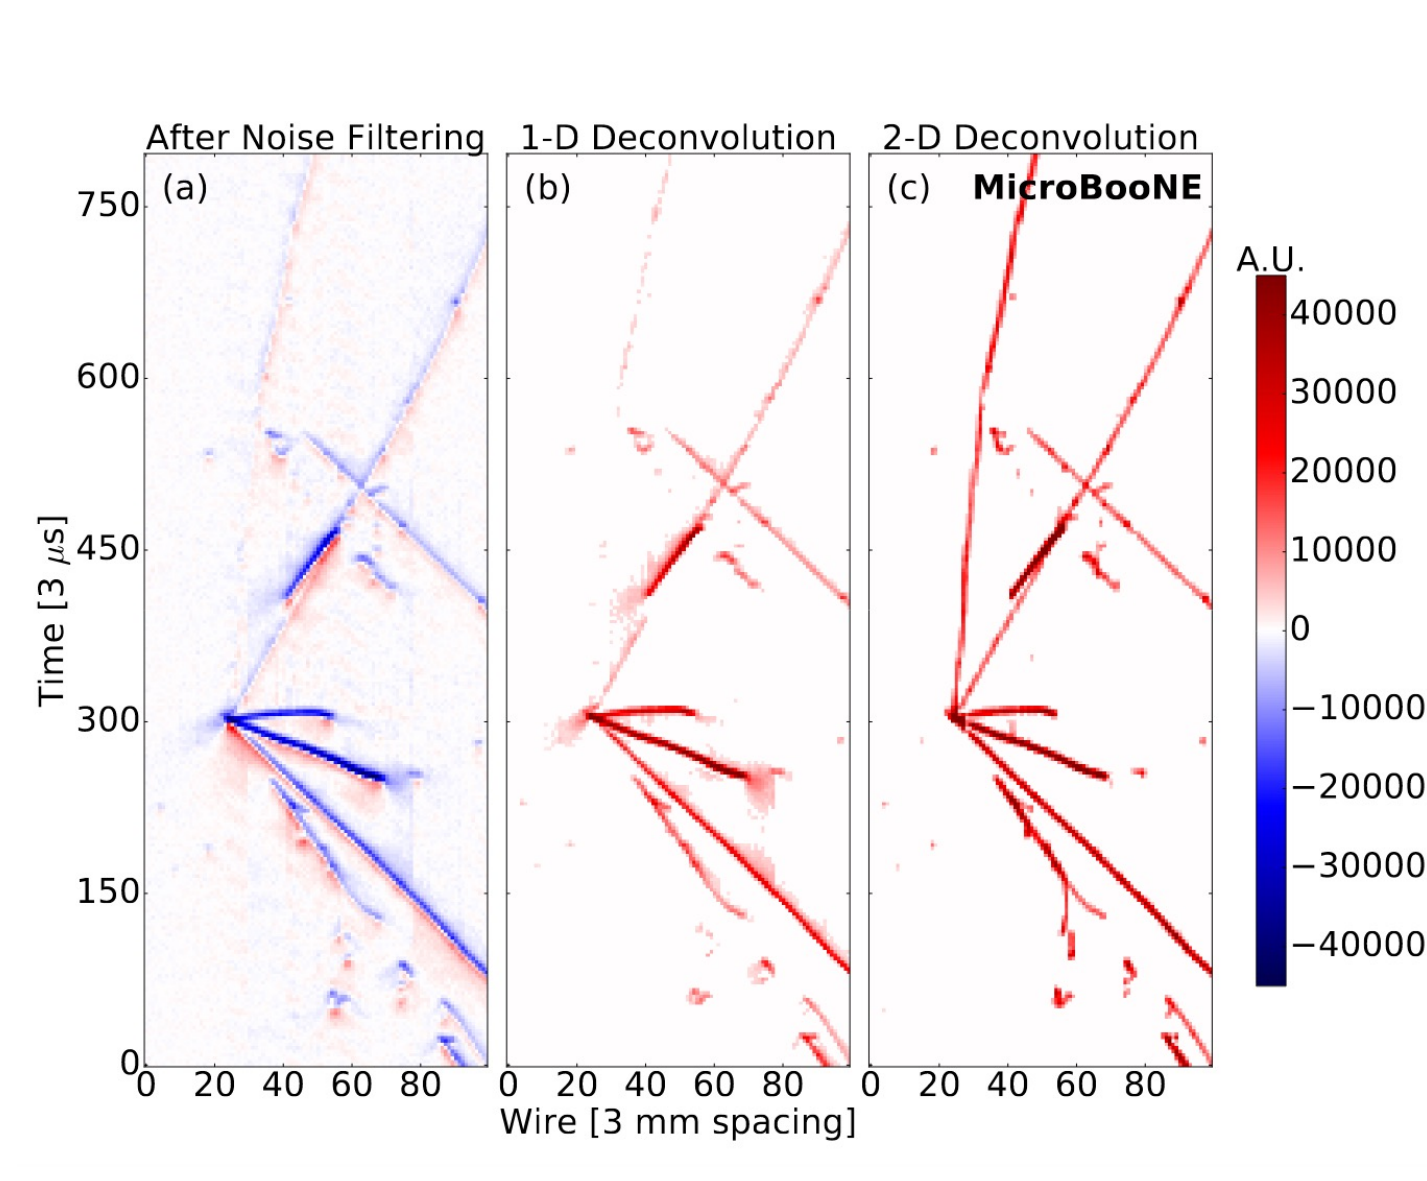 After Noise Filtering
1-D Deconvolution
2-D Deconvolution
(a)
(b)
(c)
MicroBooNE
750
600
450
300
150
0
Time [3 μs]
0 20 40 60 80
0 20 40 60 80
0 20 40 60 80
Wire [3 mm spacing]
A.U.
40000
30000
20000
10000
0
−10000
−20000
−30000
−40000